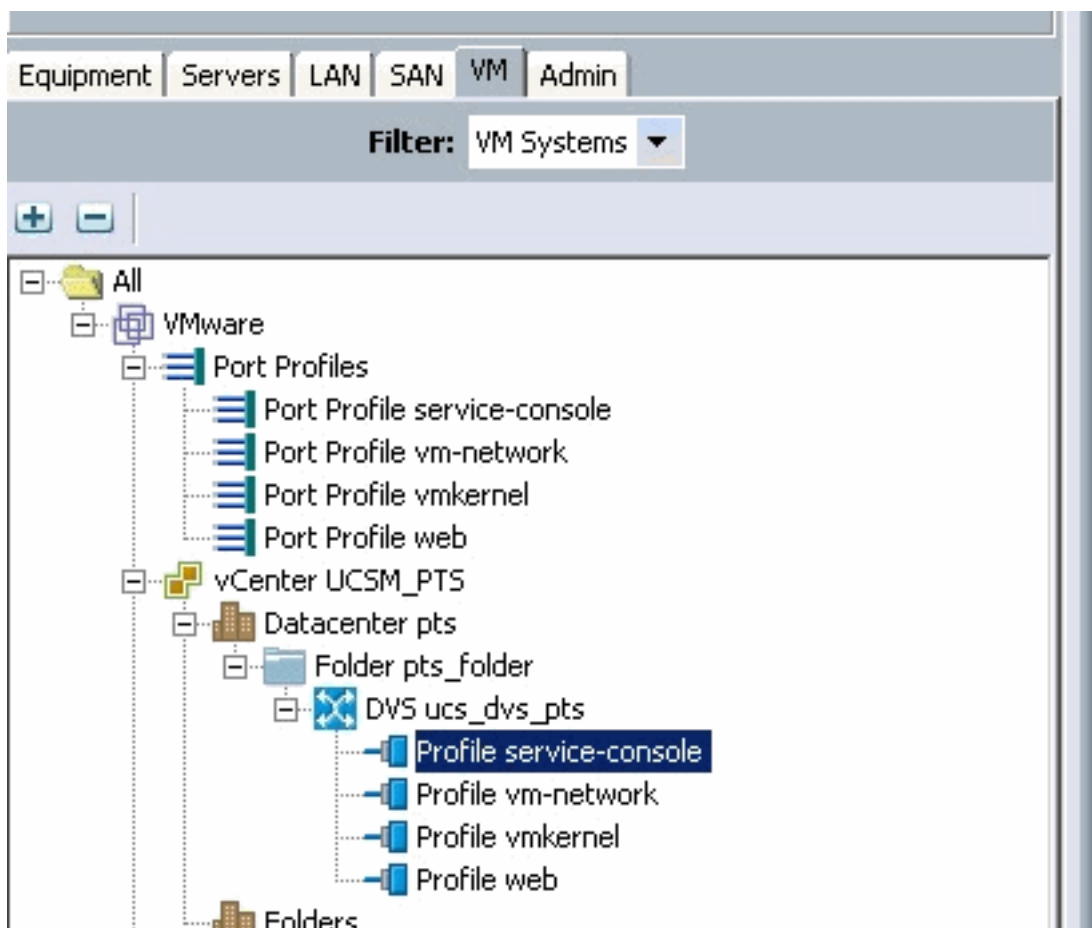 Equipment Servers LAN SAN VM Admin
Filter: VM Systems
All
VMware
Port Profiles
Port Profile service-console
Port Profile vm-network
Port Profile vmkernel
Port Profile web
vCenter UCSM_PTS
Datacenter pts
Folder pts_folder
DVS ucs_dvs_pts
Profile service-console
Profile vm-network
Profile vmkernel
Profile web
Folders